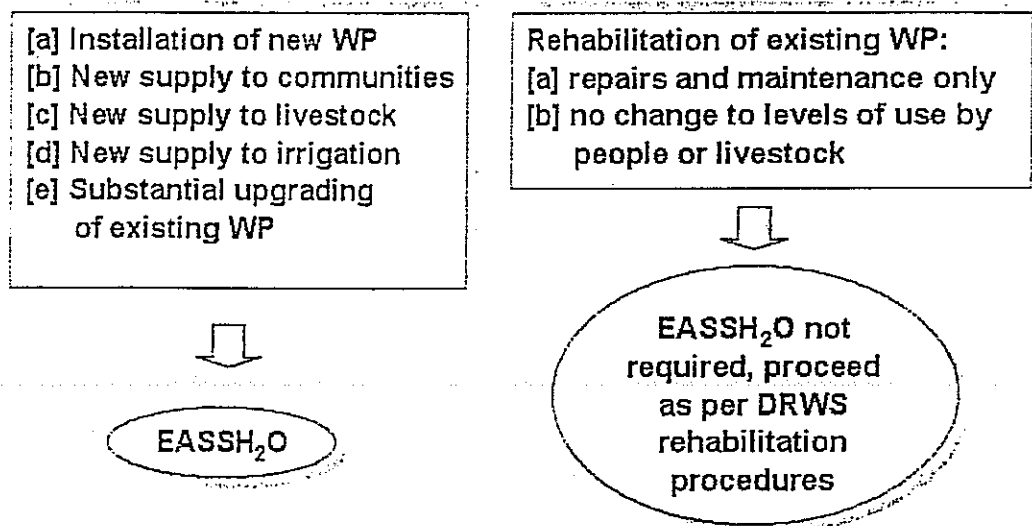 [a] Installation of new WP
[b] New supply to communities
[c] New supply to livestock
[d] New supply to irrigation
[e] Substantial upgrading
of existing WP
EASSH₂O
Rehabilitation of existing WP:
[a] repairs and maintenance only
[b] no change to levels of use by
people or livestock
EASSH₂O not
required, proceed
as per DRWS
rehabilitation
procedures